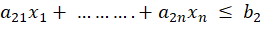 a₂₁x₁ + … … … . + a₂ₙxₙ ≤ b₂